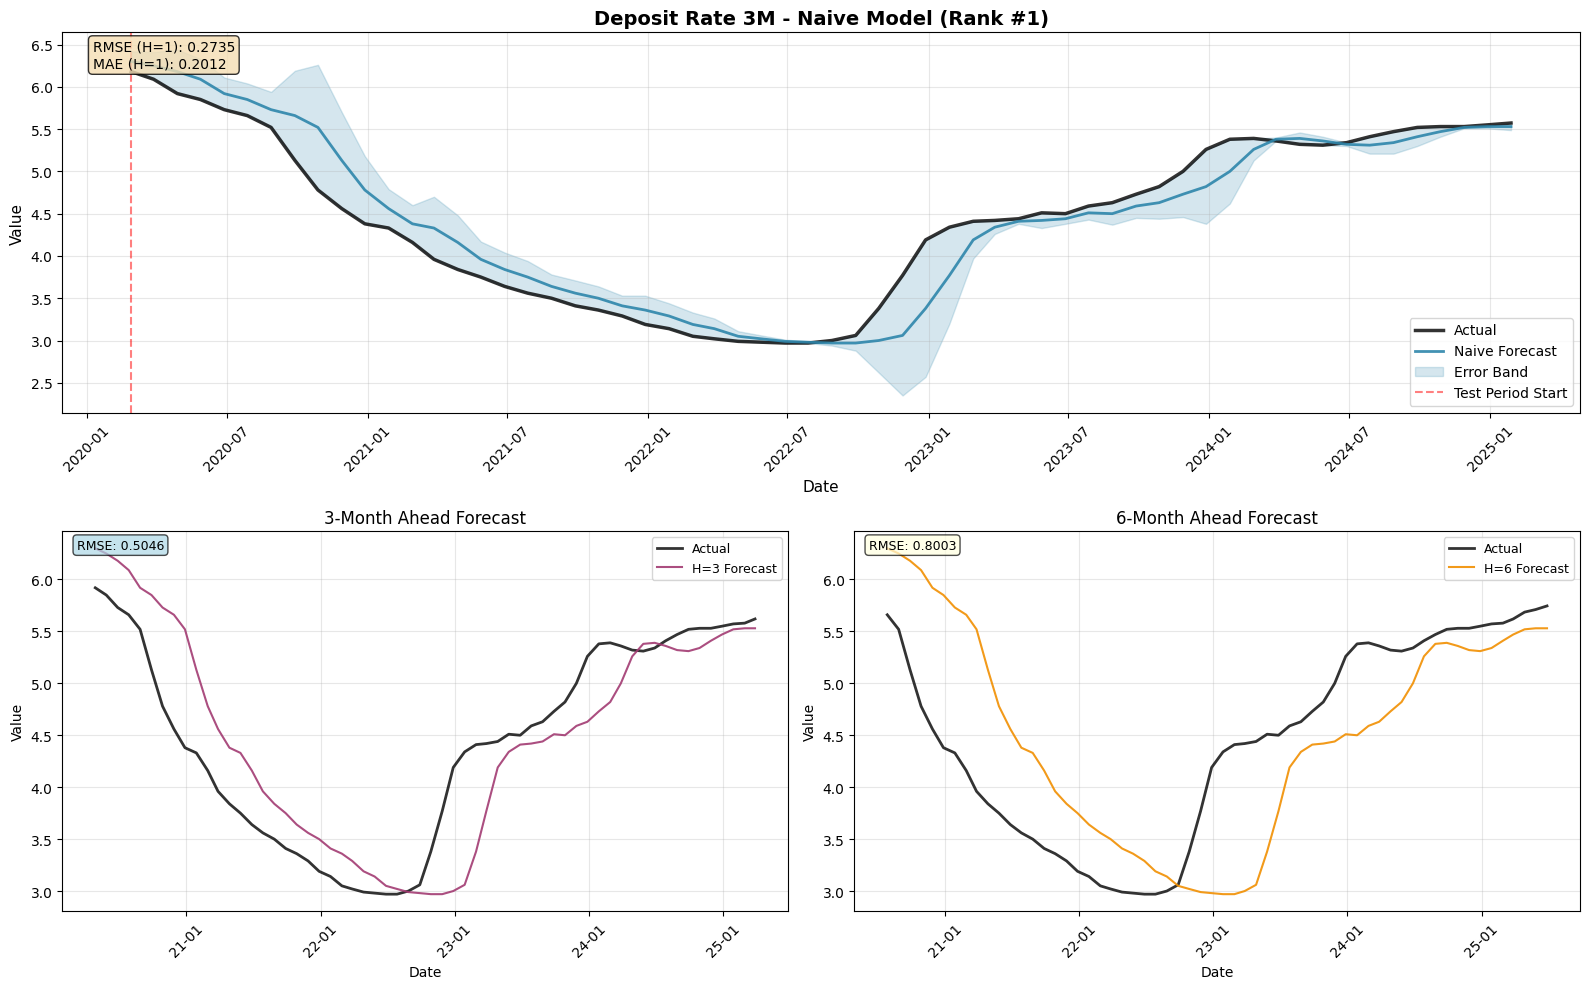 Deposit Rate 3M - Naive Model (Rank #1)
RMSE (H=1): 0.2735
MAE (H=1): 0.2012
Value
6.5
6.0
5.5
5.0
4.5
4.0
3.5
3.0
2.5
Actual
Naive Forecast
Error Band
Test Period Start
2020-01
2020-07
2021-01
2021-07
2022-01
2022-07
2023-01
2023-07
2024-01
2024-07
2025-01
Date
3-Month Ahead Forecast
RMSE: 0.5046
Actual
H=3 Forecast
Value
6.0
5.5
5.0
4.5
4.0
3.5
3.0
21-01
22-01
23-01
24-01
25-01
Date
6-Month Ahead Forecast
RMSE: 0.8003
Actual
H=6 Forecast
Value
6.0
5.5
5.0
4.5
4.0
3.5
3.0
21-01
22-01
23-01
24-01
25-01
Date